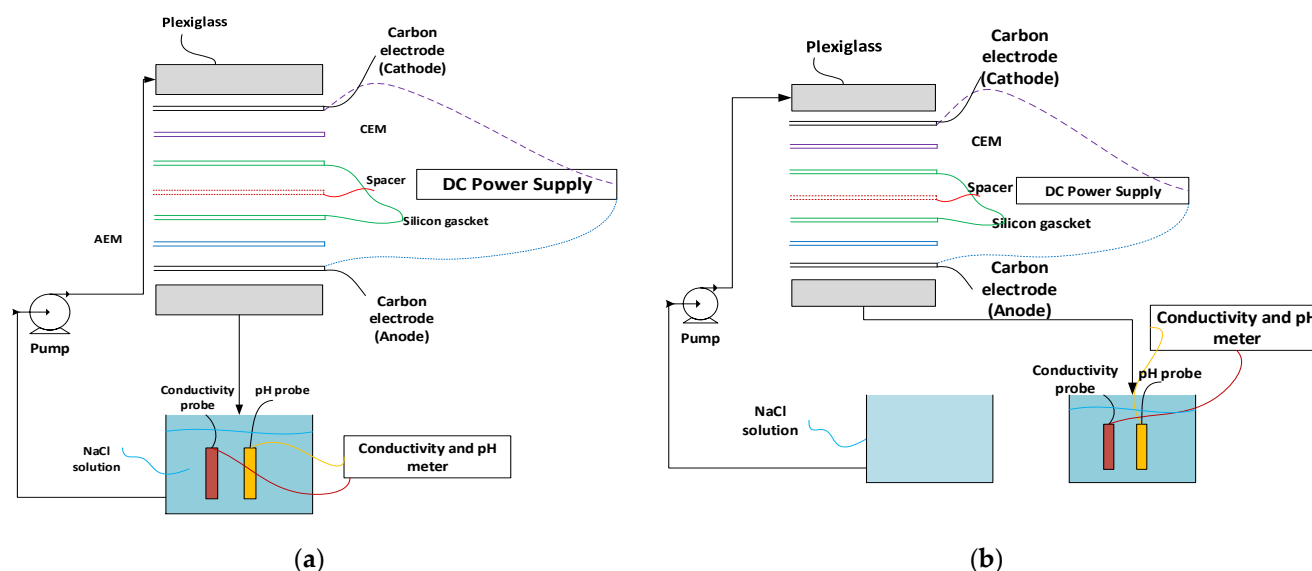 Plexiglass
Carbon
electrode
(Cathode)
CEM
Spacer
DC Power Supply
Silicon gascket
AEM
Carbon
electrode
(Anode)
Pump
Conductivity
probe
pH probe
NaCl
solution
Conductivity and pH
meter
(a)
Plexiglass
Carbon
electrode
(Cathode)
CEM
Spacer
DC Power Supply
Silicon gascket
Carbon
electrode
(Anode)
Pump
Conductivity and pH
meter
Conductivity
probe
pH probe
NaCl
solution
(b)